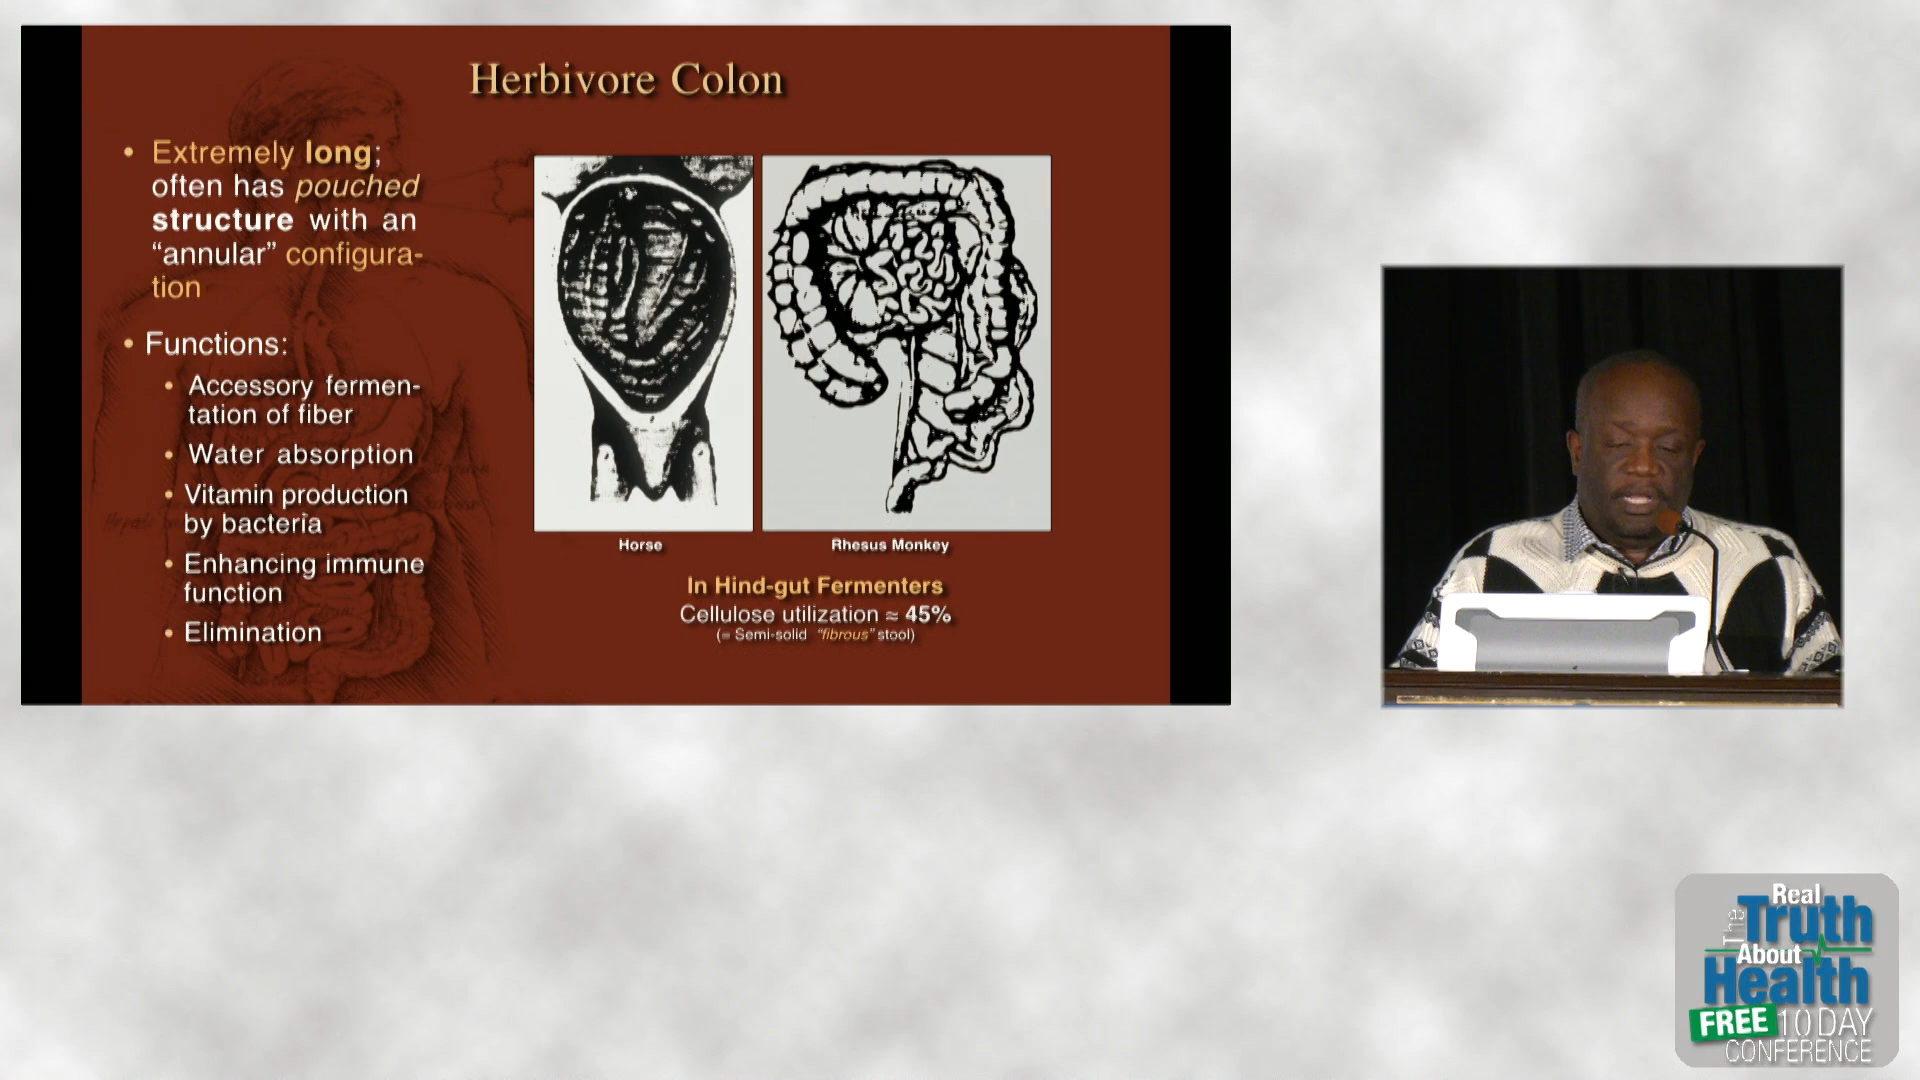 Herbivore Colon
• Extremely long;
often has pouched
structure with an
“annular” configura-
tion
• Functions:
• Accessory fermen-
tation of fiber
• Water absorption
• Vitamin production
by bacteria
• Enhancing immune
function
• Elimination
Horse
Rhesus Monkey
In Hind-gut Fermenters
Cellulose utilization ≈ 45%
(= Semi-solid “fibrous” stool)
The Real
Truth
About
Health
FREE 10 DAY
CONFERENCE